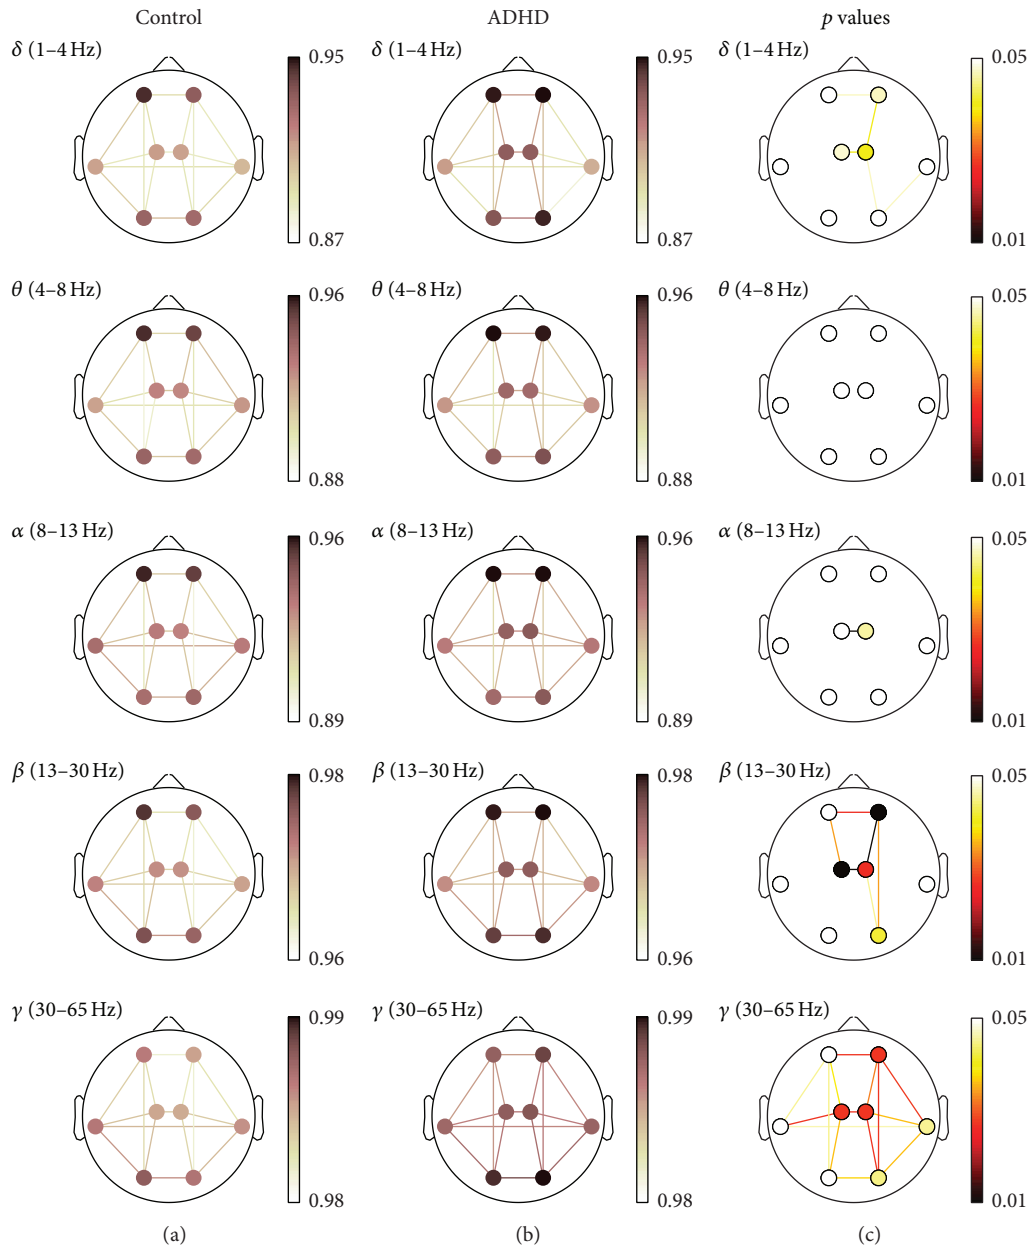 Control ADHD p values
δ (1–4 Hz) 0.95 δ (1–4 Hz) 0.95 δ (1–4 Hz) 0.05
0.87 0.87 0.01
θ (4–8 Hz) 0.96 θ (4–8 Hz) 0.96 θ (4–8 Hz) 0.05
0.88 0.88 0.01
α (8–13 Hz) 0.96 α (8–13 Hz) 0.96 α (8–13 Hz) 0.05
0.89 0.89 0.01
β (13–30 Hz) 0.98 β (13–30 Hz) 0.98 β (13–30 Hz) 0.05
0.96 0.96 0.01
γ (30–65 Hz) 0.99 γ (30–65 Hz) 0.99 γ (30–65 Hz) 0.05
0.98 0.98 0.01
(a) (b) (c)